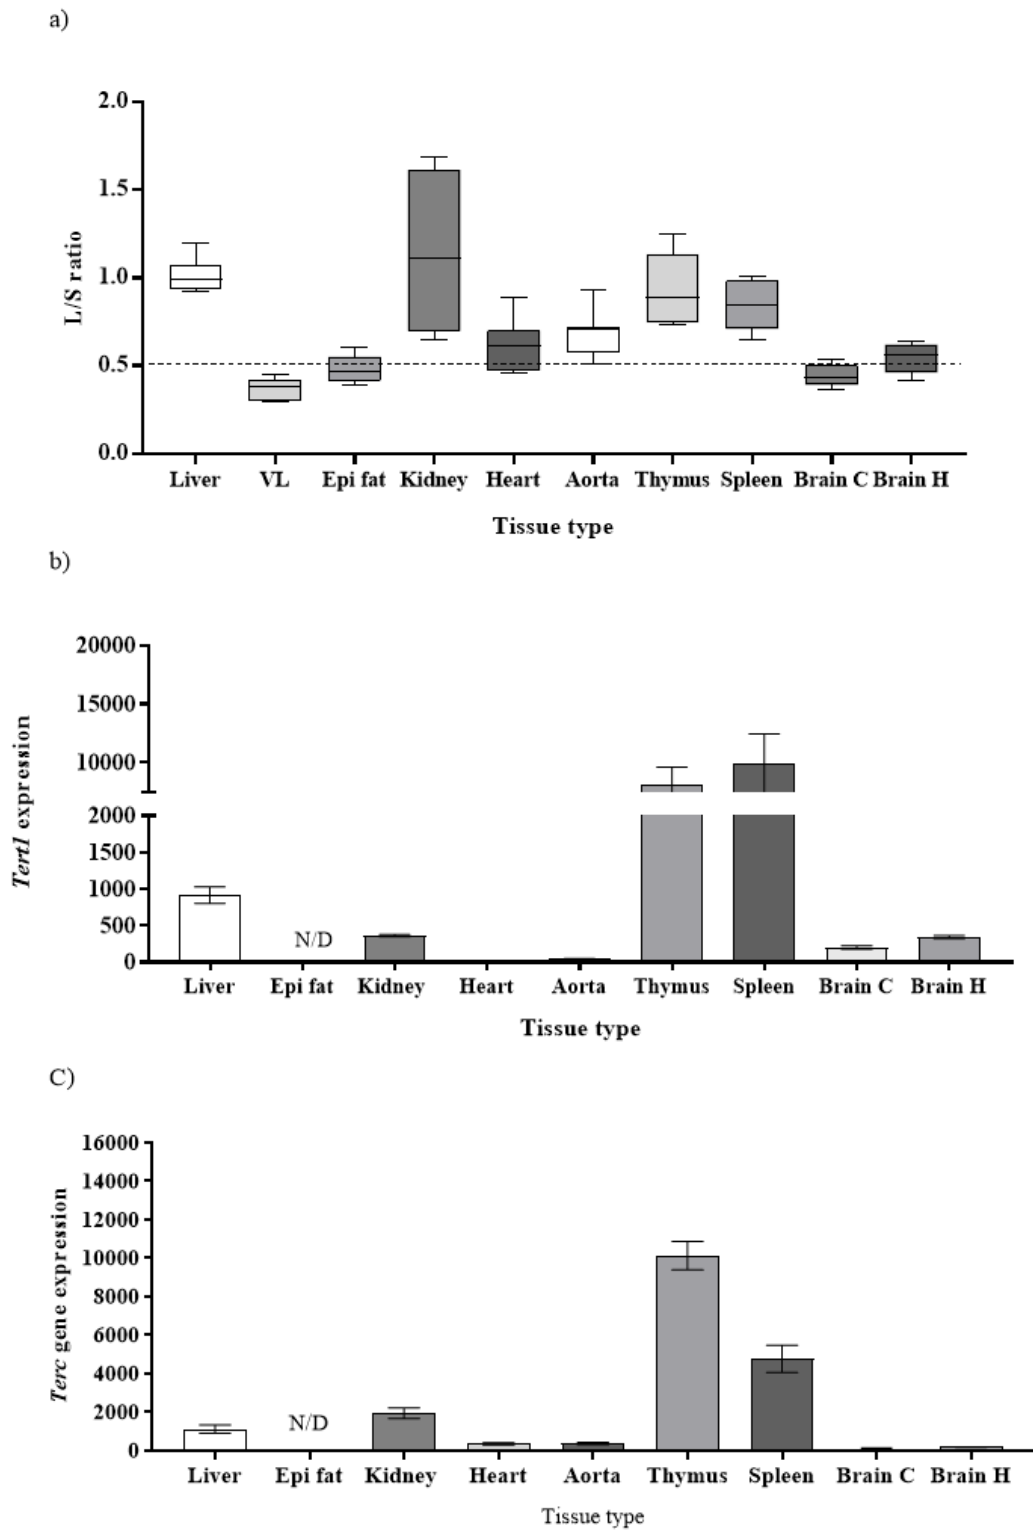 a)
2.0
1.5
1.0
0.5
0.0
L/S ratio
Liver VL Epi fat Kidney Heart Aorta Thymus Spleen Brain C Brain H
Tissue type
b)
20000
15000
10000
2000
1500
1000
500
0
Tert1 expression
N/D
Liver Epi fat Kidney Heart Aorta Thymus Spleen Brain C Brain H
Tissue type
C)
16000
14000
12000
10000
8000
6000
4000
2000
0
Terc gene expression
N/D
Liver Epi fat Kidney Heart Aorta Thymus Spleen Brain C Brain H
Tissue type